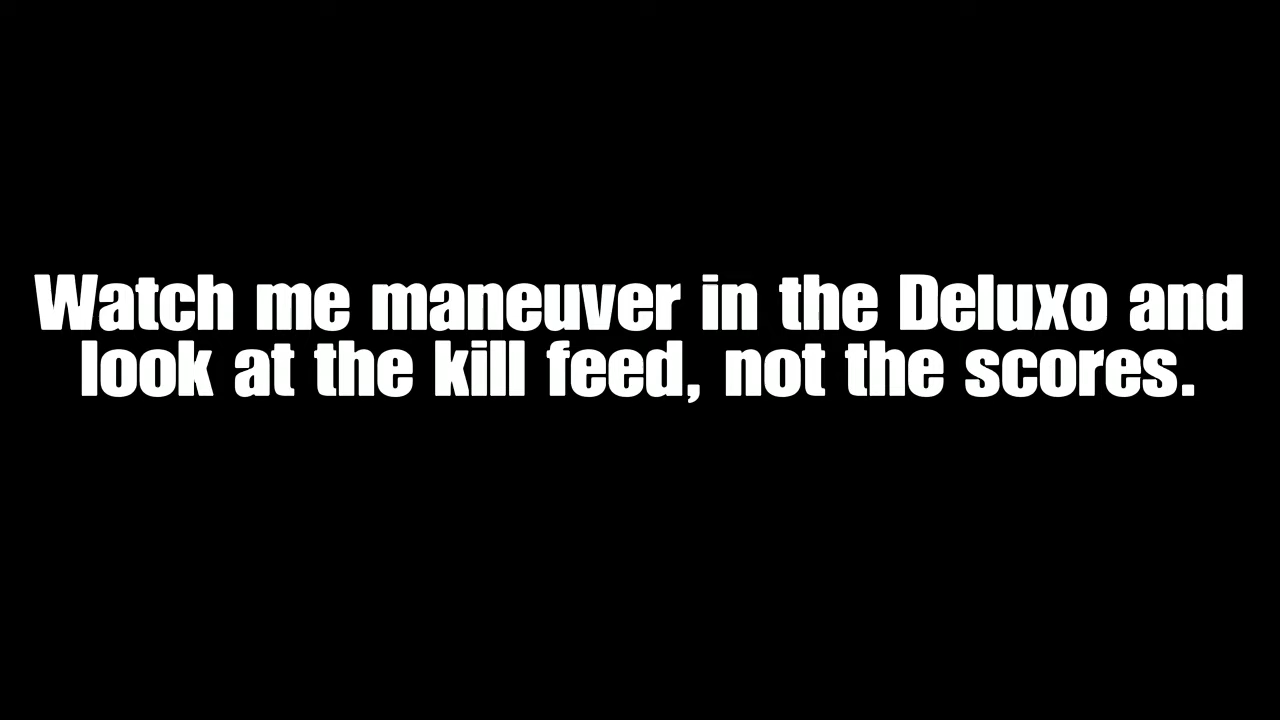 Watch me maneuver in the Deluxo and
look at the kill feed, not the scores.